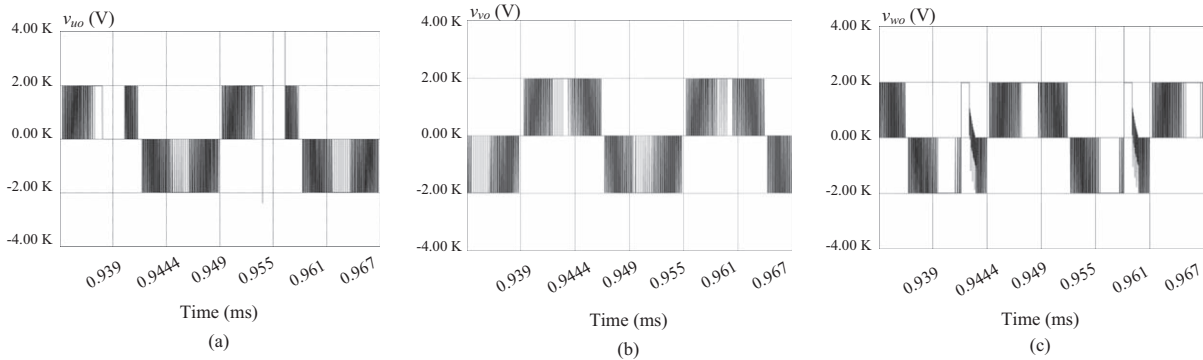 v_uo (V)
4.00 K
2.00 K
0.00 K
-2.00 K
-4.00 K
0.939
0.9444
0.949
0.955
0.961
0.967
Time (ms)
(a)
v_vo (V)
4.00 K
2.00 K
0.00 K
-2.00 K
-4.00 K
0.939
0.9444
0.949
0.955
0.961
0.967
Time (ms)
(b)
v_wo (V)
4.00 K
2.00 K
0.00 K
-2.00 K
-4.00 K
0.939
0.9444
0.949
0.955
0.961
0.967
Time (ms)
(c)